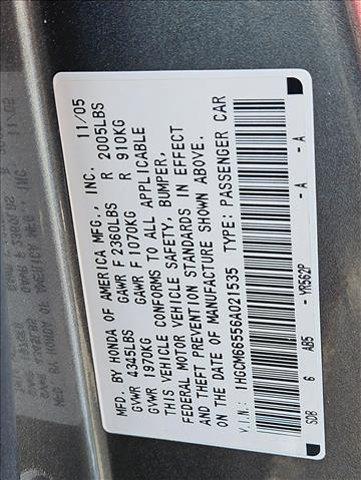 MFD. BY HONDA OF AMERICA MFG., INC. 11/05
GVWR 4345LBS GAWR F 2360LBS R 2005LBS
GVWR 1970KG GAWR F 1070KG R 910KG
THIS VEHICLE CONFORMS TO ALL APPLICABLE
FEDERAL MOTOR VEHICLE SAFETY, BUMPER,
AND THEFT PREVENTION STANDARDS IN EFFECT
ON THE DATE OF MANUFACTURE SHOWN ABOVE.
V.I.N.: 1HGCM66556A021535 TYPE: PASSENGER CAR
SDB 6 AB5 - YR562P - A - A